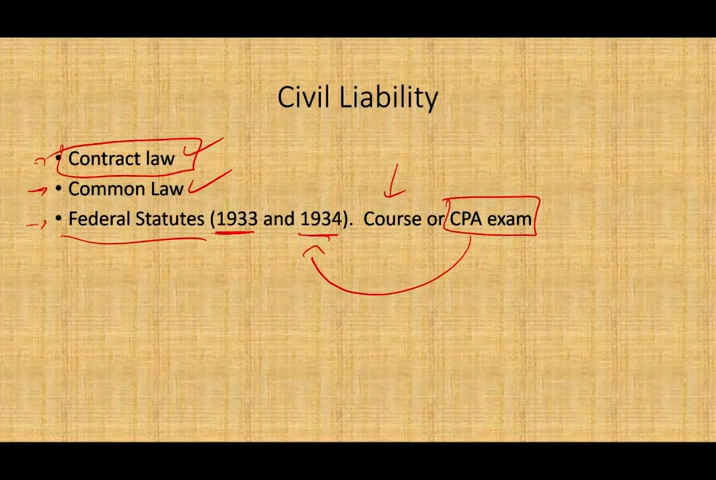 Civil Liability
• Contract law
• Common Law
• Federal Statutes (1933 and 1934). Course or CPA exam